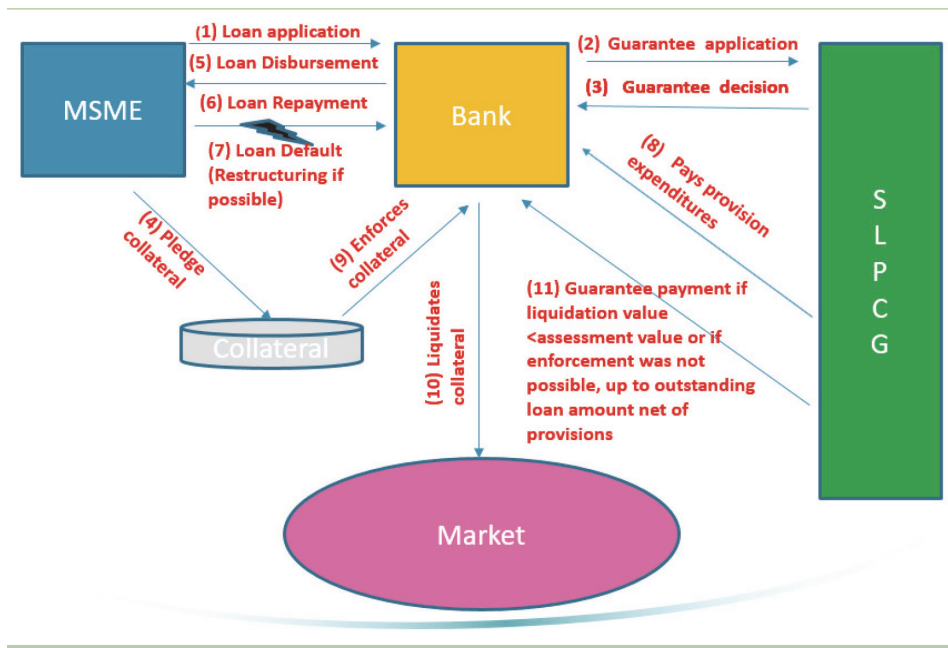 (1) Loan application
(2) Guarantee application
(5) Loan Disbursement
(3) Guarantee decision
MSME
(6) Loan Repayment
Bank
(7) Loan Default
(Restructuring if
possible)
(8) Pays provision
expenditures
(4) Pledge
collateral
(9) Enforces
collateral
S
L
P
C
G
(10) Liquidates
collateral
(11) Guarantee payment if
liquidation value
<assessment value or if
enforcement was not
possible, up to outstanding
loan amount net of
provisions
Collateral
Market